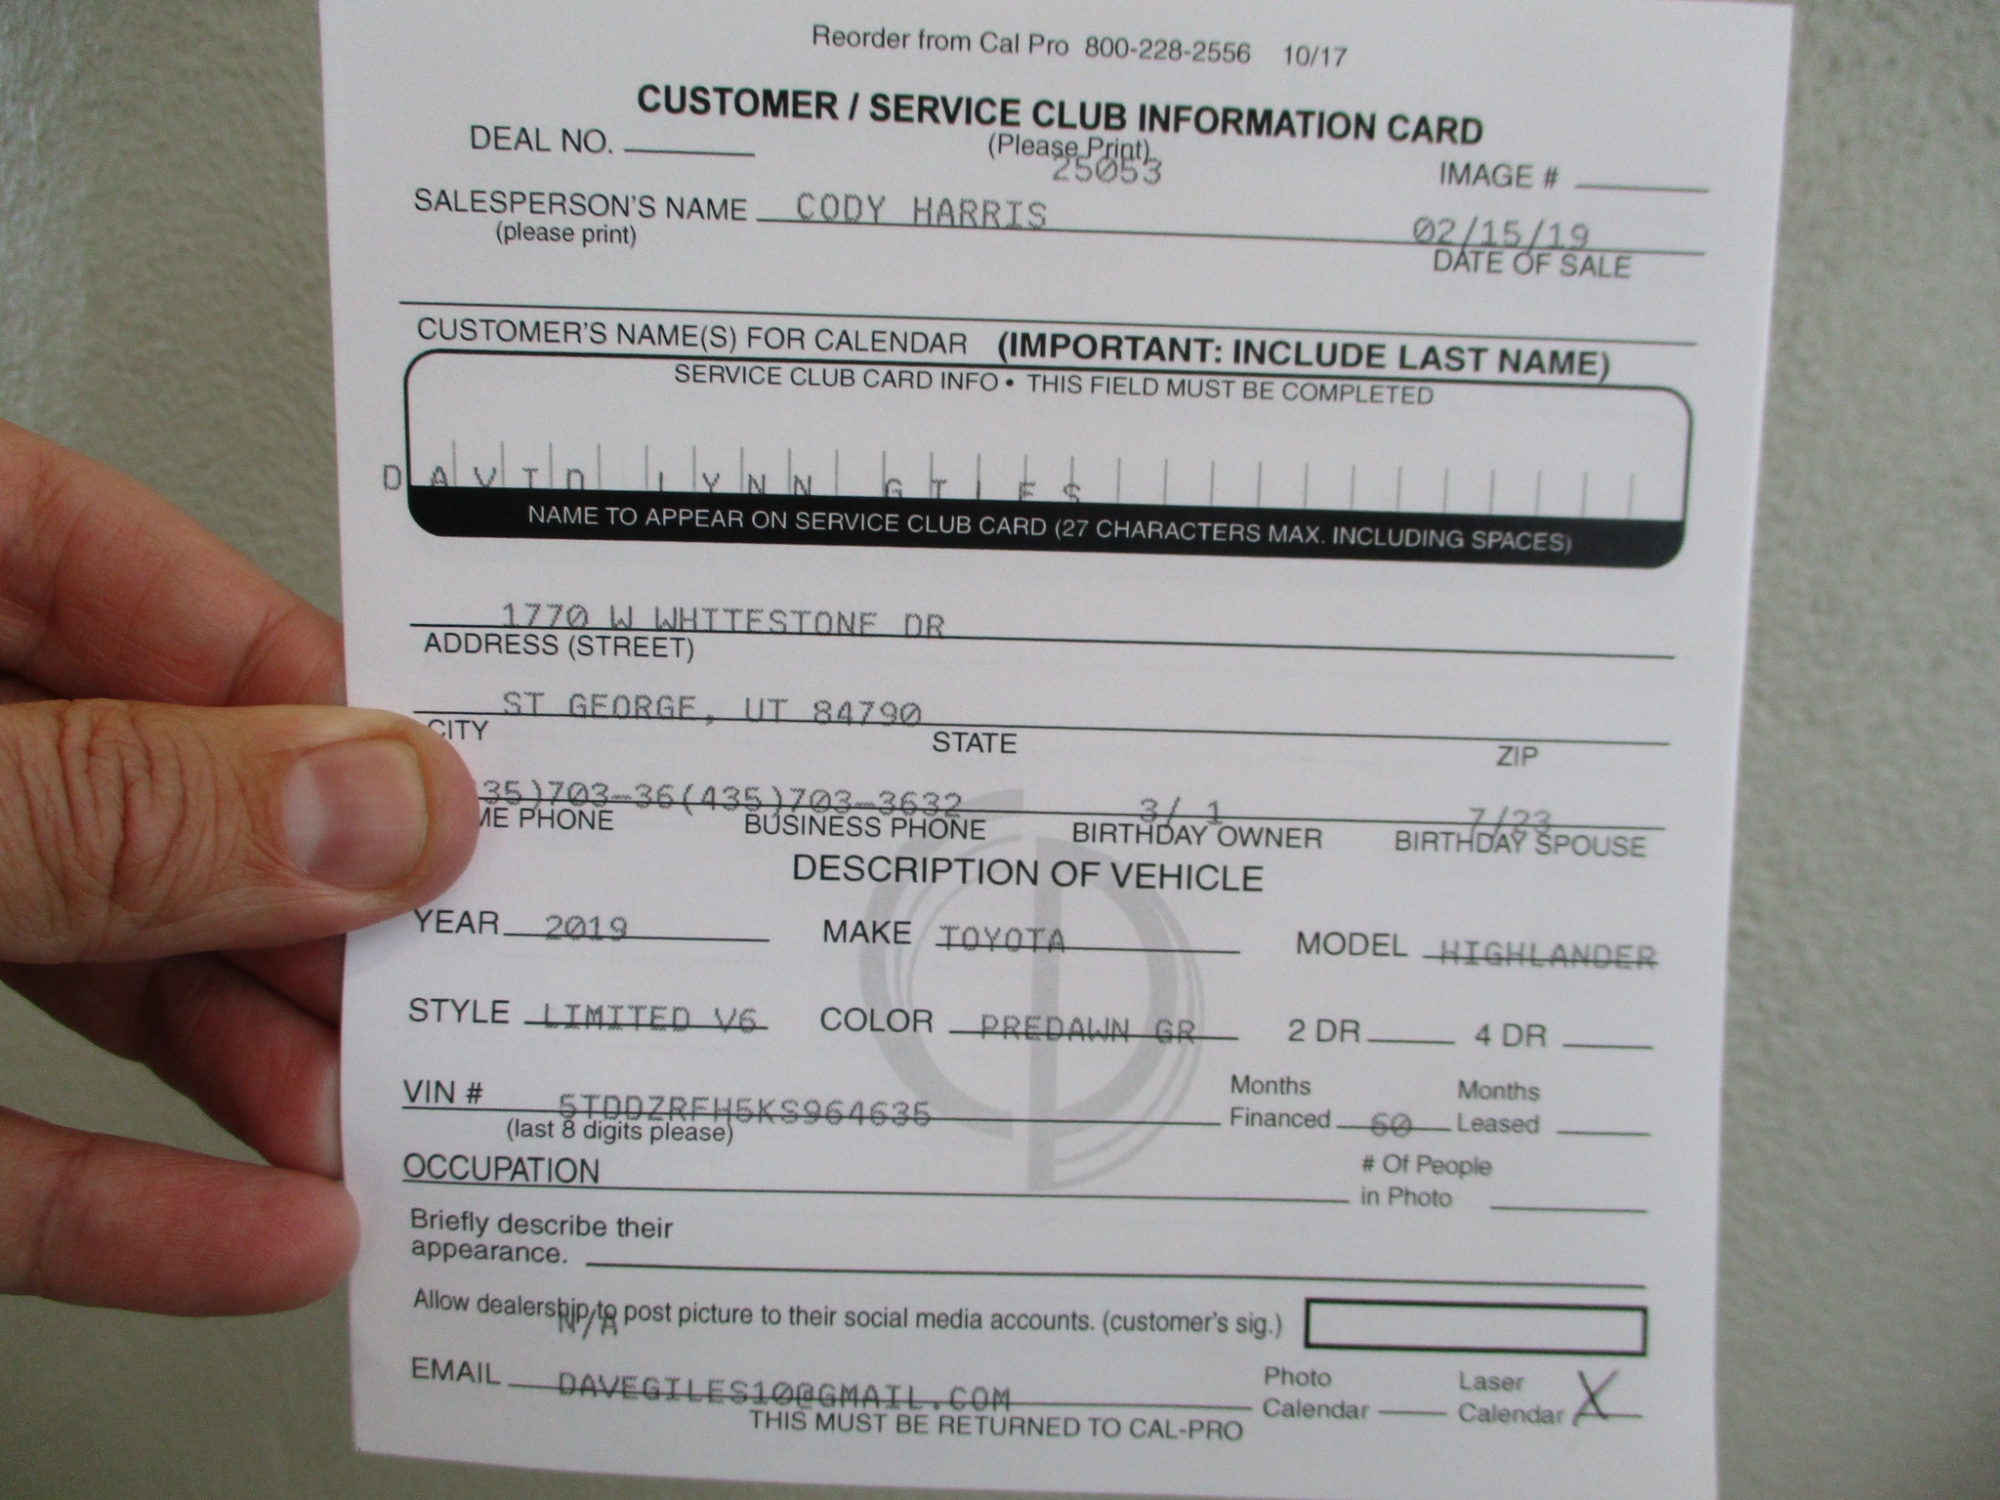 Reorder from Cal Pro 800-228-2556 10/17
CUSTOMER / SERVICE CLUB INFORMATION CARD
(Please Print)
DEAL NO.
25053
IMAGE #
SALESPERSON'S NAME CODY HARRIS
(please print)
02/15/19
DATE OF SALE
CUSTOMER'S NAME(S) FOR CALENDAR (IMPORTANT: INCLUDE LAST NAME)
SERVICE CLUB CARD INFO • THIS FIELD MUST BE COMPLETED
DAVID LYNN GILES
NAME TO APPEAR ON SERVICE CLUB CARD (27 CHARACTERS MAX. INCLUDING SPACES)
1770 W WHITESTONE DR
ADDRESS (STREET)
ST GEORGE, UT 84790
CITY STATE ZIP
35)703-36(435)703-3632 3/ 1 7/23
ME PHONE BUSINESS PHONE BIRTHDAY OWNER BIRTHDAY SPOUSE
DESCRIPTION OF VEHICLE
YEAR 2019 MAKE TOYOTA MODEL HIGHLANDER
STYLE LIMITED V6 COLOR PREDAWN GR 2 DR 4 DR
VIN # 5TDDZRFH5KS964635
(last 8 digits please)
Months Financed 60 Months Leased
OCCUPATION
# Of People in Photo
Briefly describe their
appearance.
Allow dealership to post picture to their social media accounts. (customer's sig.)
N/A
EMAIL DAVEGILES10@GMAIL.COM
Photo Calendar Laser Calendar X
THIS MUST BE RETURNED TO CAL-PRO